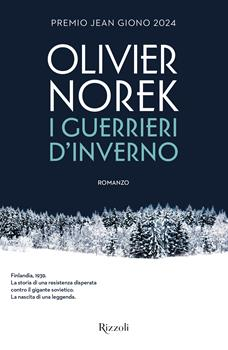 PREMIO JEAN GIONO 2024
OLIVIER
NOREK
I GUERRIERI
D'INVERNO
ROMANZO
Finlandia, 1939.
La storia di una resistenza disperata
contro il gigante sovietico.
La nascita di una leggenda.
Rizzoli